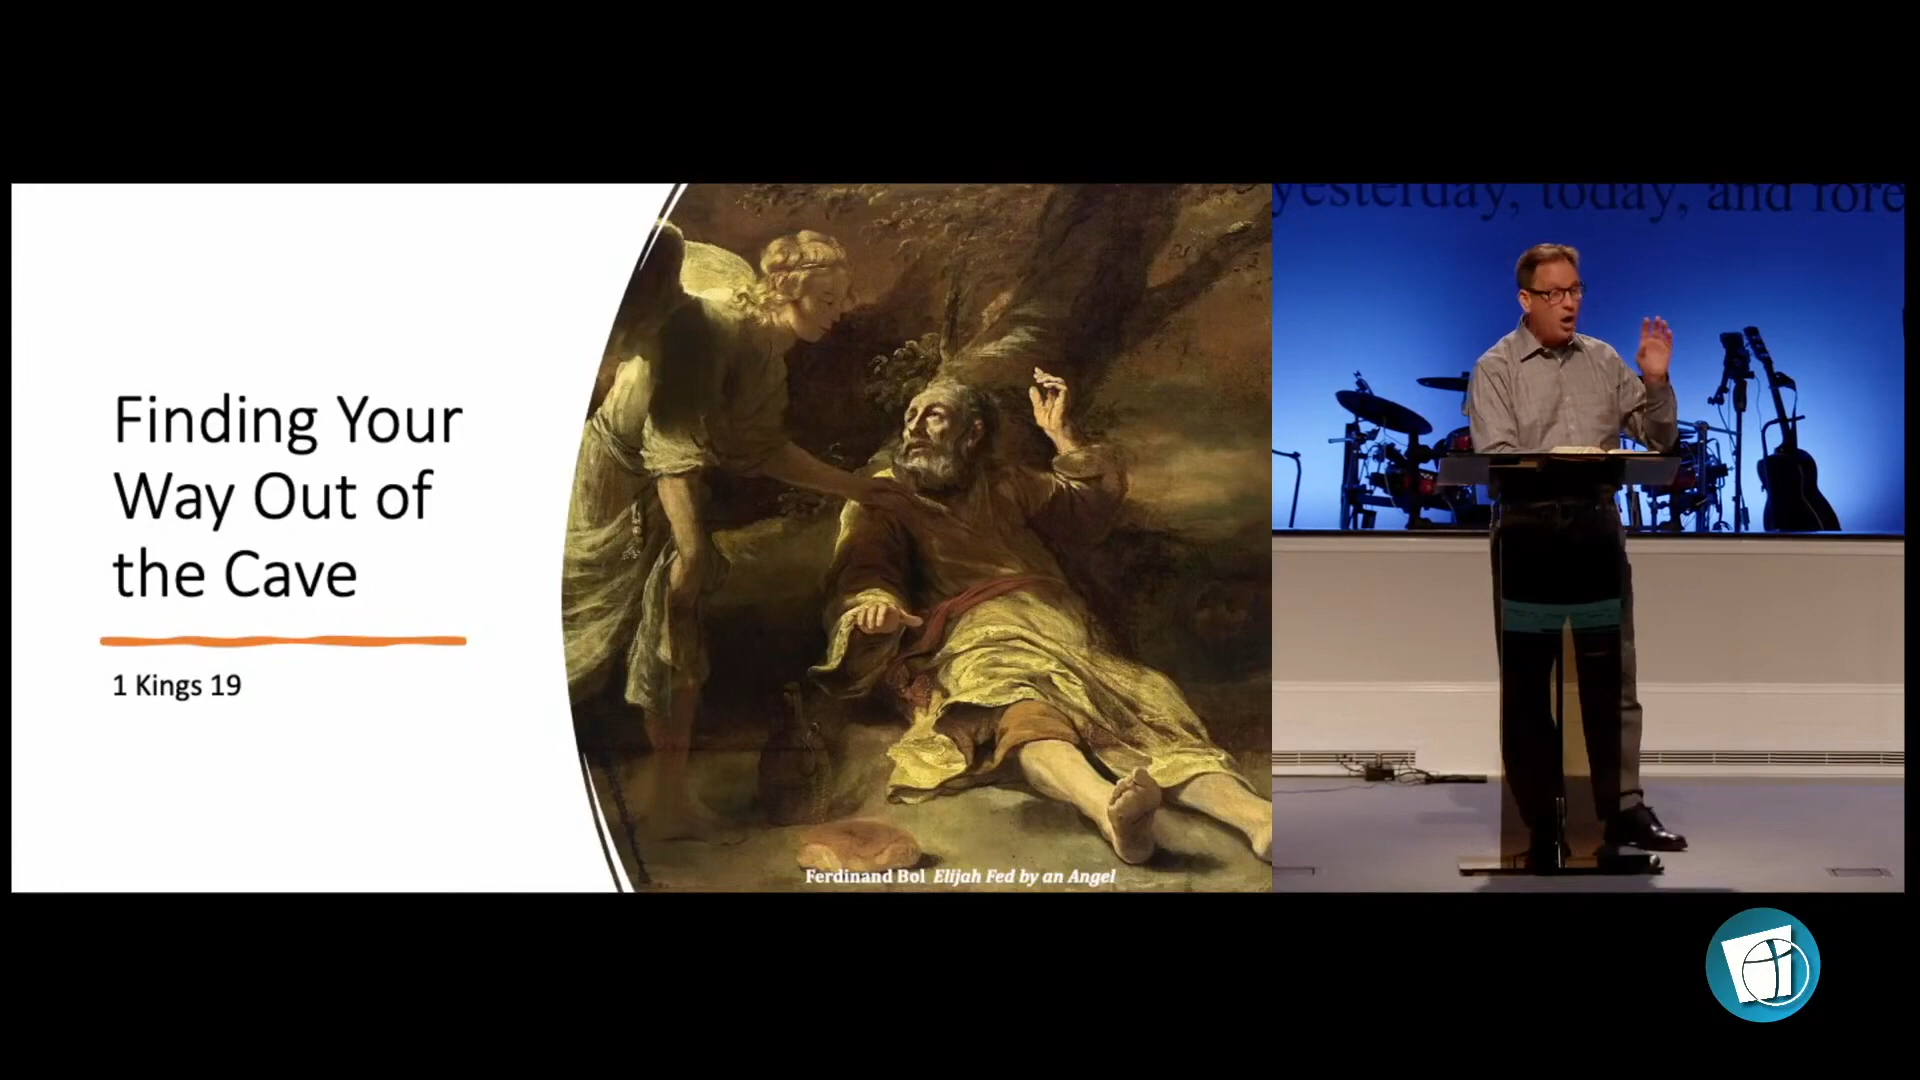 Finding Your
Way Out of
the Cave
1 Kings 19
Ferdinand Bol Elijah Fed by an Angel
yesterday, today, and fore